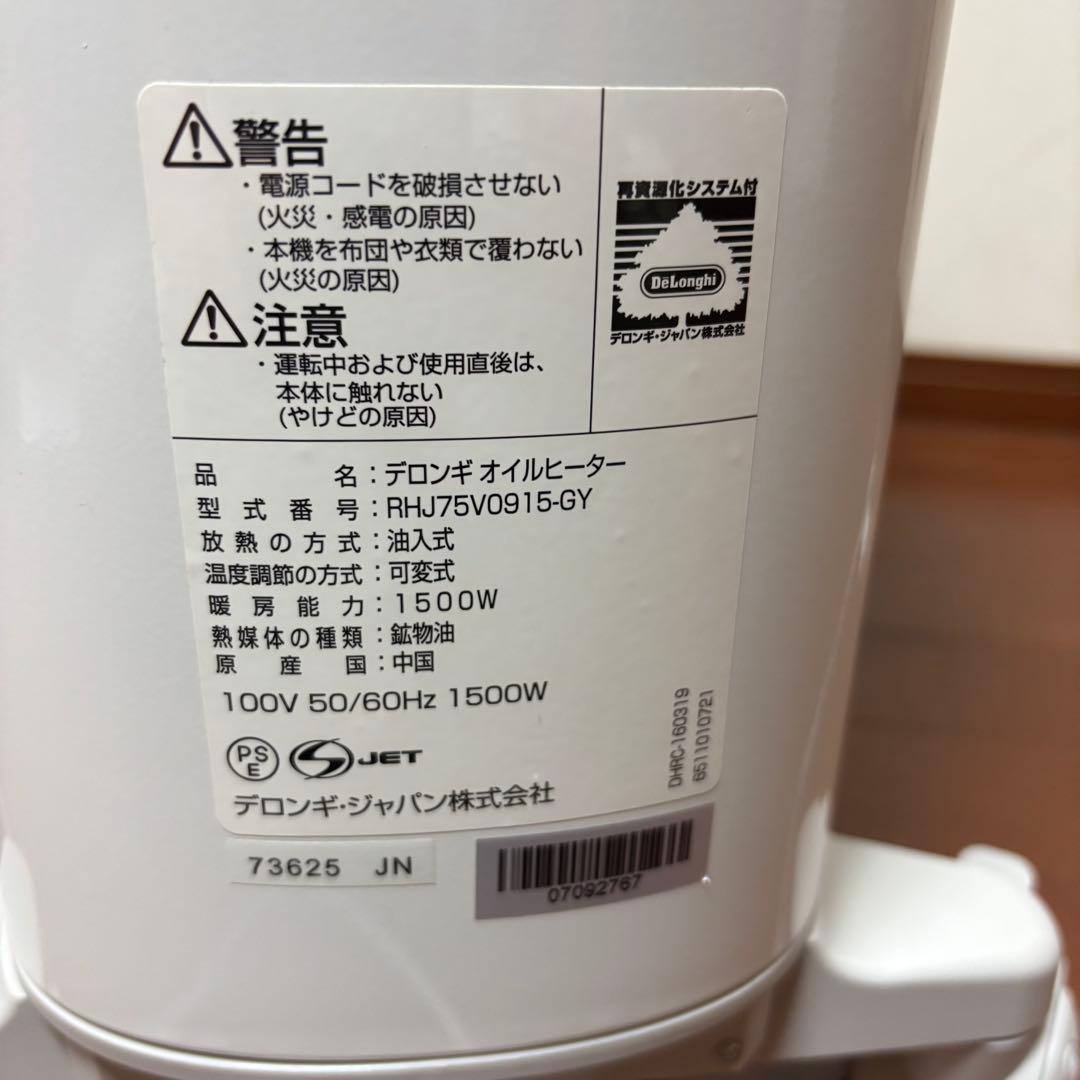 警告
・電源コードを破損させない
(火災・感電の原因)
・本機を布団や衣類で覆わない
(火災の原因)
注意
・運転中および使用直後は、
本体に触れない
(やけどの原因)
再資源化システム付
DēLonghi
デロンギ・ジャパン株式会社
品名：デロンギ オイルヒーター
型式番号：RHJ75V0915-GY
放熱の方式：油入式
温度調節の方式：可変式
暖房能力：1500W
熱媒体の種類：鉱物油
原産国：中国
100V 50/60Hz 1500W
PSE
JET
デロンギ・ジャパン株式会社
DHRC-160319
6511010721
73625 JN
07092767